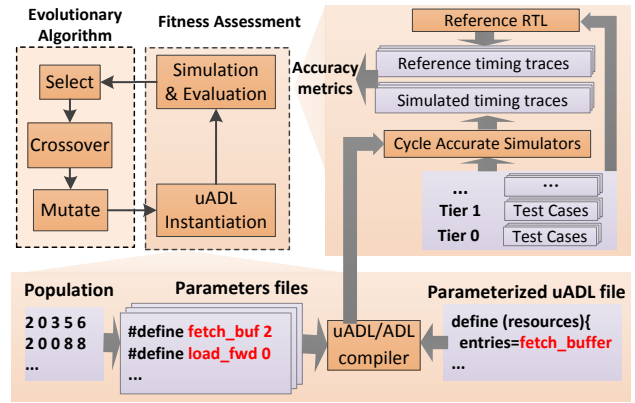 Evolutionary
Algorithm
Fitness Assessment
Select
Crossover
Mutate
Simulation
& Evaluation
uADL
Instantiation
Accuracy
metrics
Reference RTL
Reference timing traces
Simulated timing traces
Cycle Accurate Simulators
... ...
Tier 1 Test Cases
Tier 0 Test Cases
Population
2 0 3 5 6
2 0 0 8 8
...
Parameters files
#define fetch_buf 2
#define load_fwd 0
...
uADL/ADL
compiler
Parameterized uADL file
define (resources){
entries=fetch_buffer
...